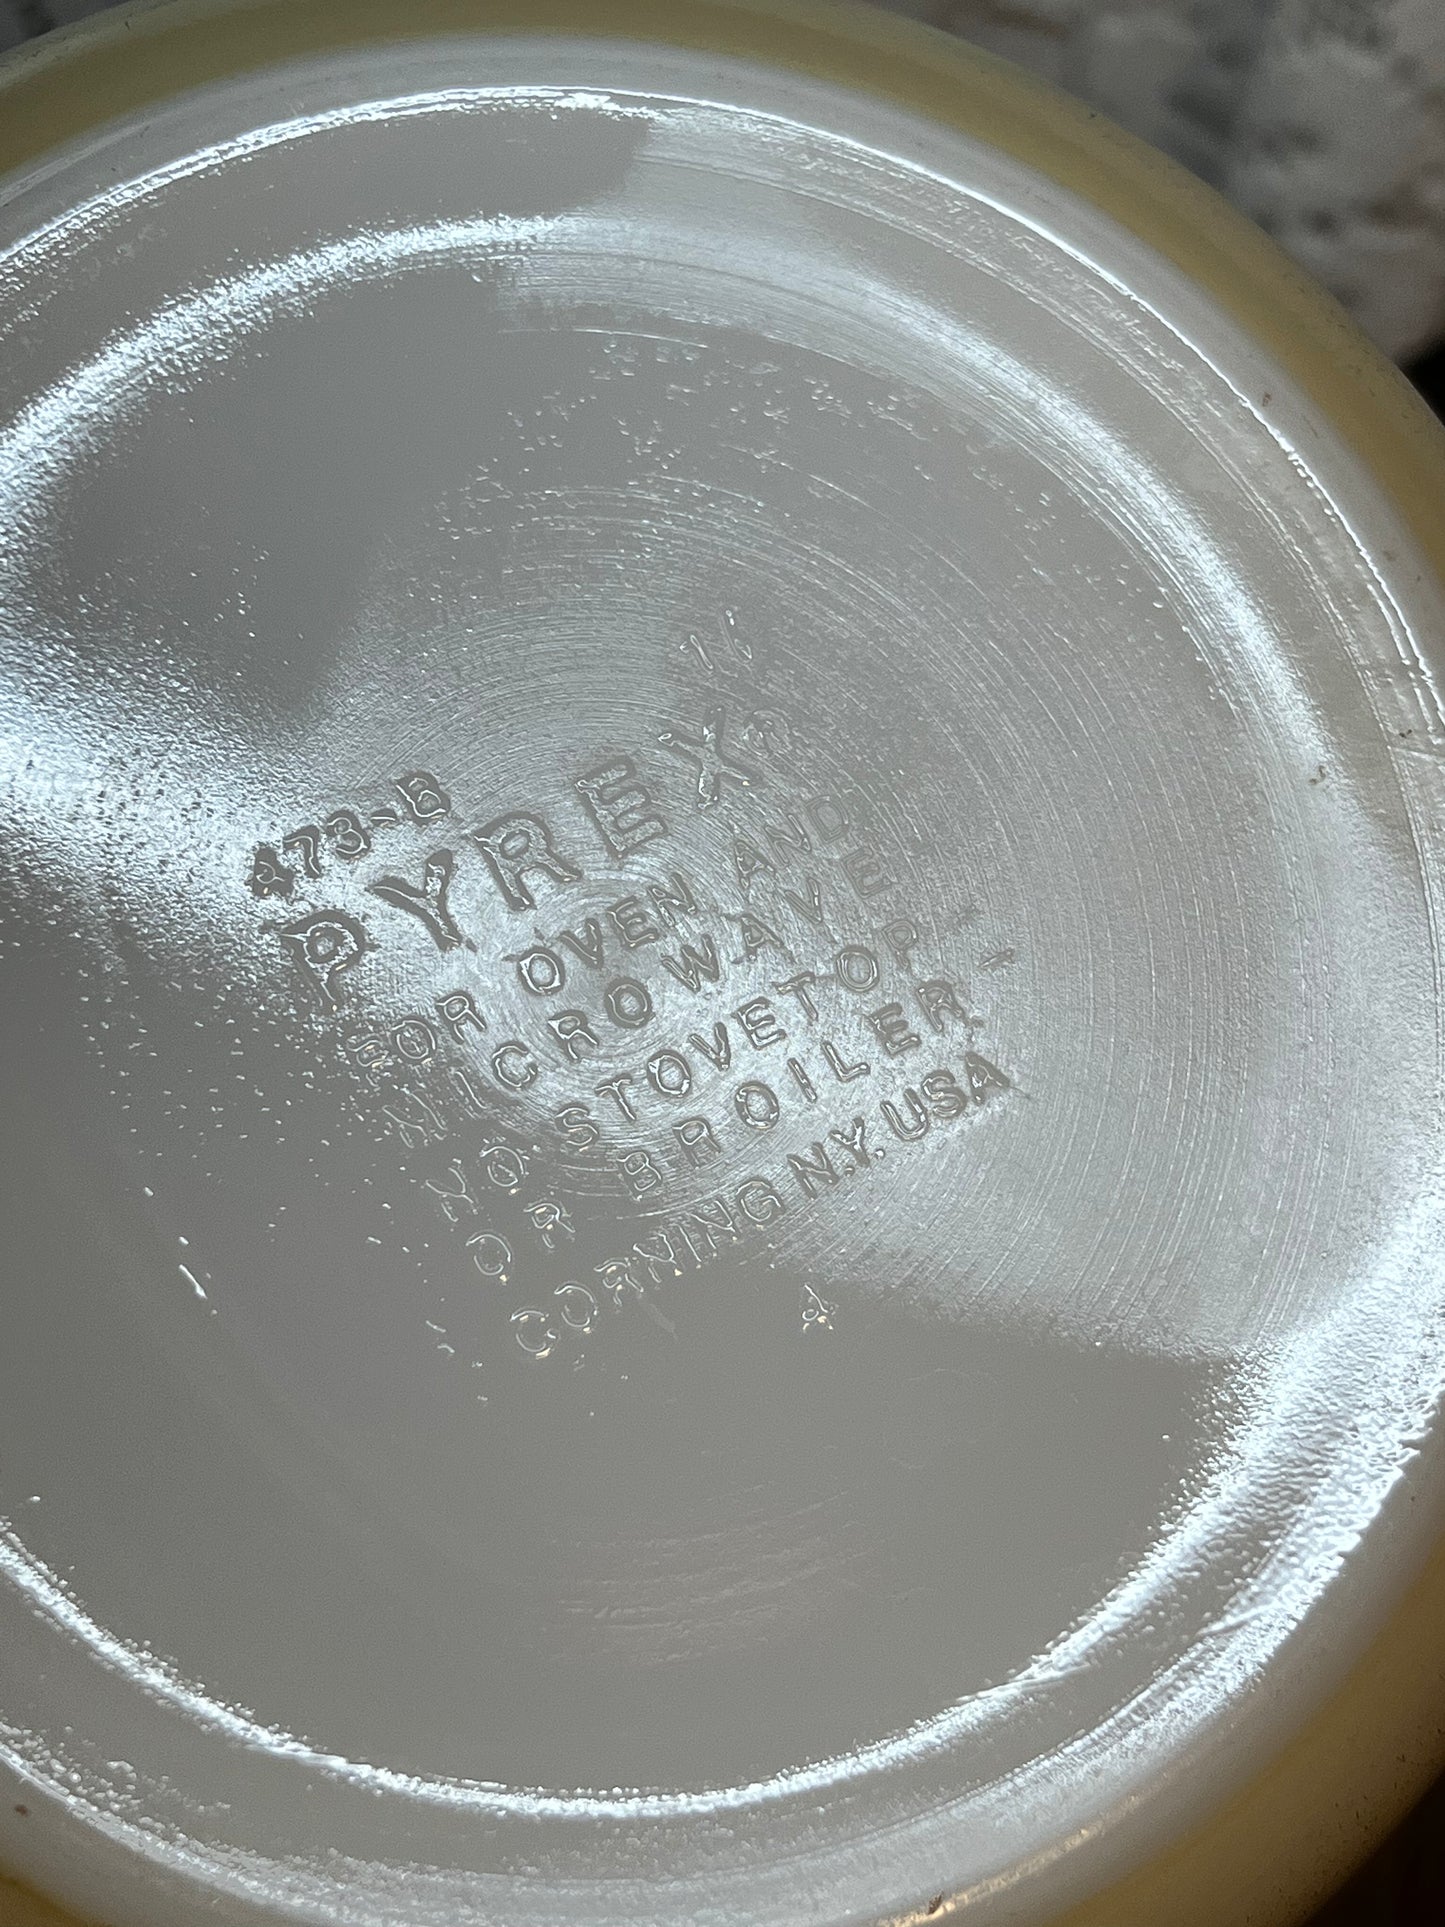 473-B
PYREX®
FOR OVEN AND
MICROWAVE
NO STOVETOP
OR BROILER
CORNING N.Y. USA